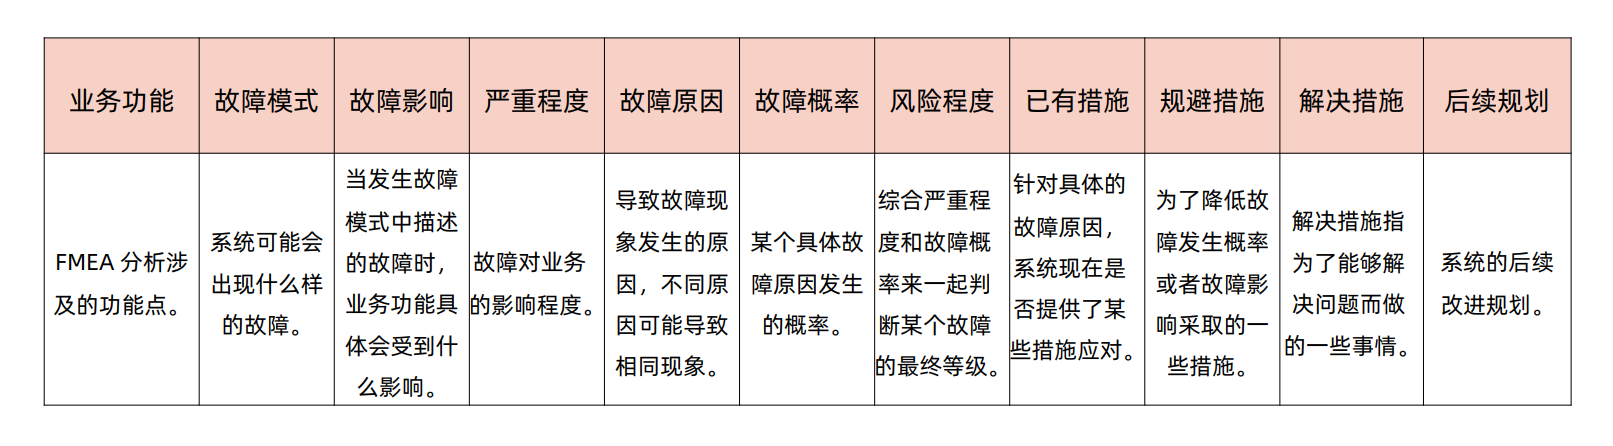 业务功能
故障模式
故障影响
严重程度
故障原因
故障概率
风险程度
已有措施
规避措施
解决措施
后续规划
FMEA 分析涉
及的功能点。
系统可能会
出现什么样
的故障。
当发生故障
模式中描述
的故障时，
业务功能具
体会受到什
么影响。
故障对业务
的影响程度。
导致故障现
象发生的原
因，不同原
因可能导致
相同现象。
某个具体故
障原因发生
的概率。
综合严重程
度和故障概
率来一起判
断某个故障
的最终等级。
针对具体的
故障原因，
系统现在是
否提供了某
些措施应对。
为了降低故
障发生概率
或者故障影
响采取的一
些措施。
解决措施指
为了能够解
决问题而做
的一些事情。
系统的后续
改进规划。